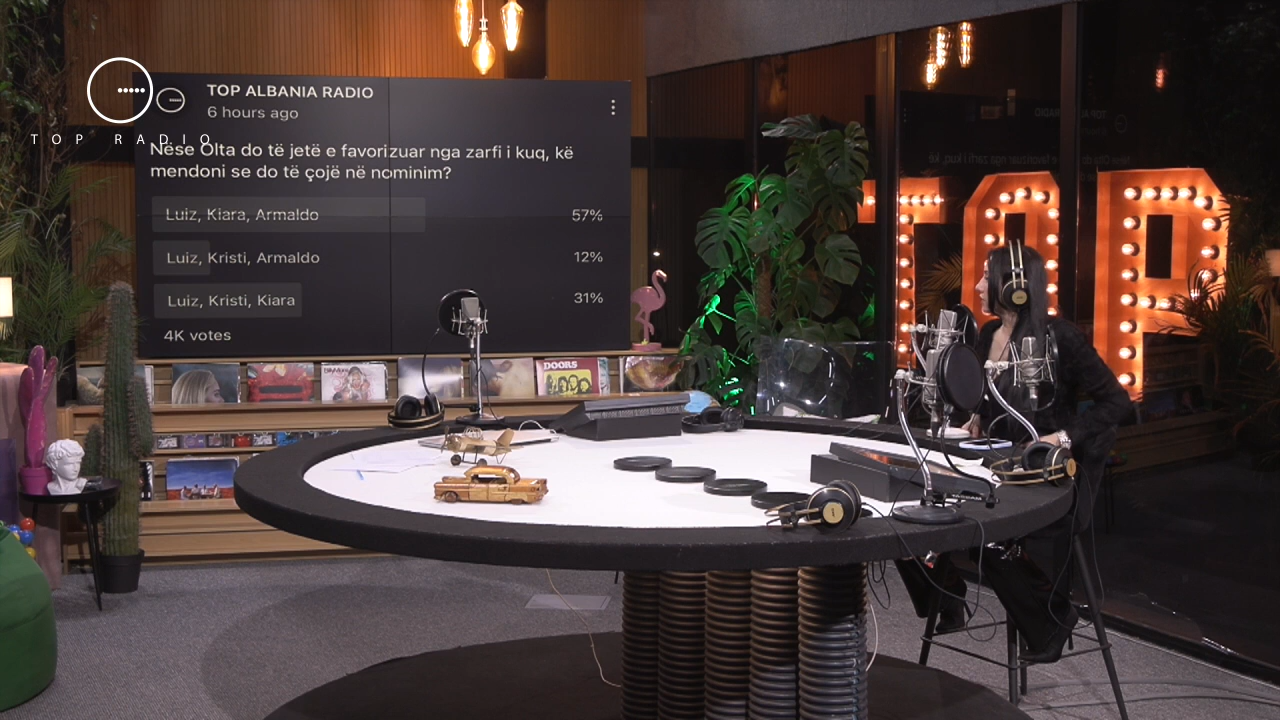 TOP RADIO
TOP ALBANIA RADIO
6 hours ago
Nëse Olta do të jetë e favorizuar nga zarfi i kuq, kë
mendoni se do të çojë në nominim?
Luiz, Kiara, Armaldo 57%
Luiz, Kristi, Armaldo 12%
Luiz, Kristi, Kiara 31%
4K votes
DOORS
TOP